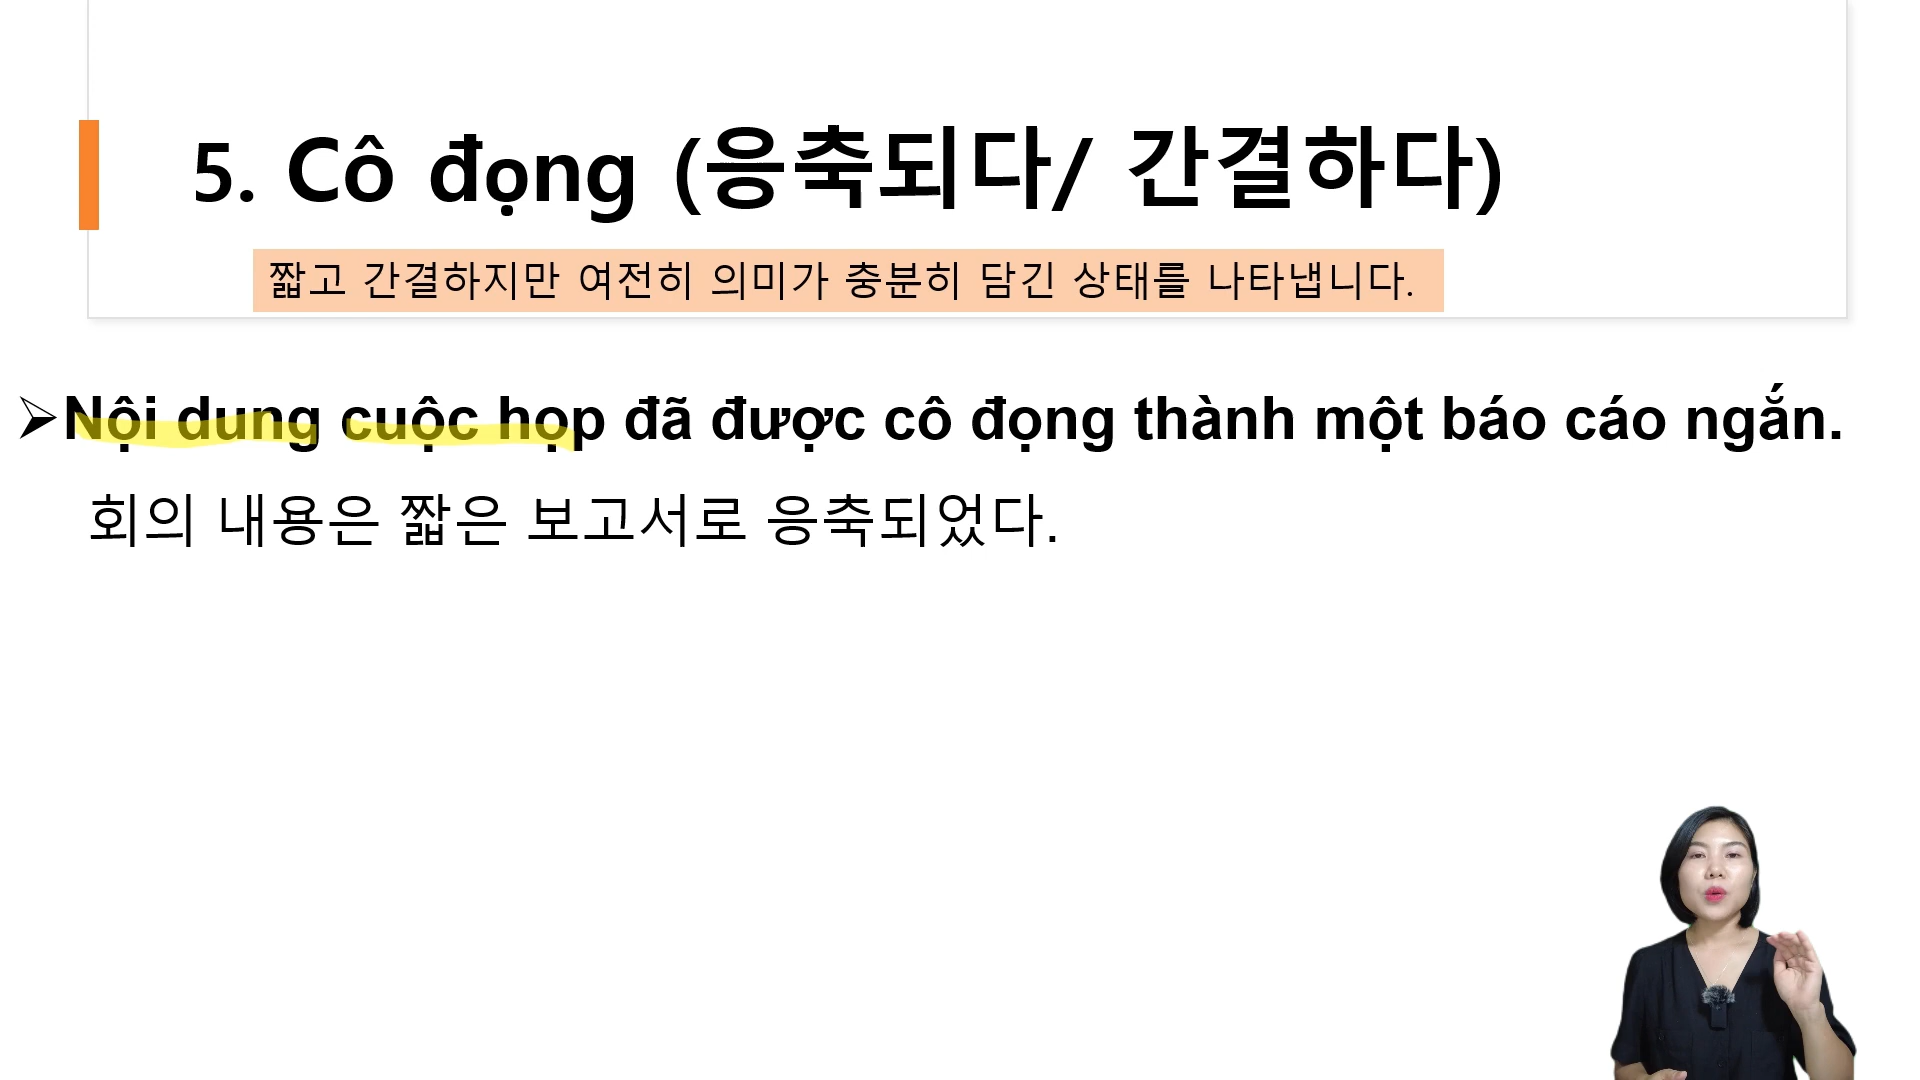 5. Cô đọng (응축되다/ 간결하다)
짧고 간결하지만 여전히 의미가 충분히 담긴 상태를 나타냅니다.
➢Nội dung cuộc họp đã được cô đọng thành một báo cáo ngắn.
회의 내용은 짧은 보고서로 응축되었다.